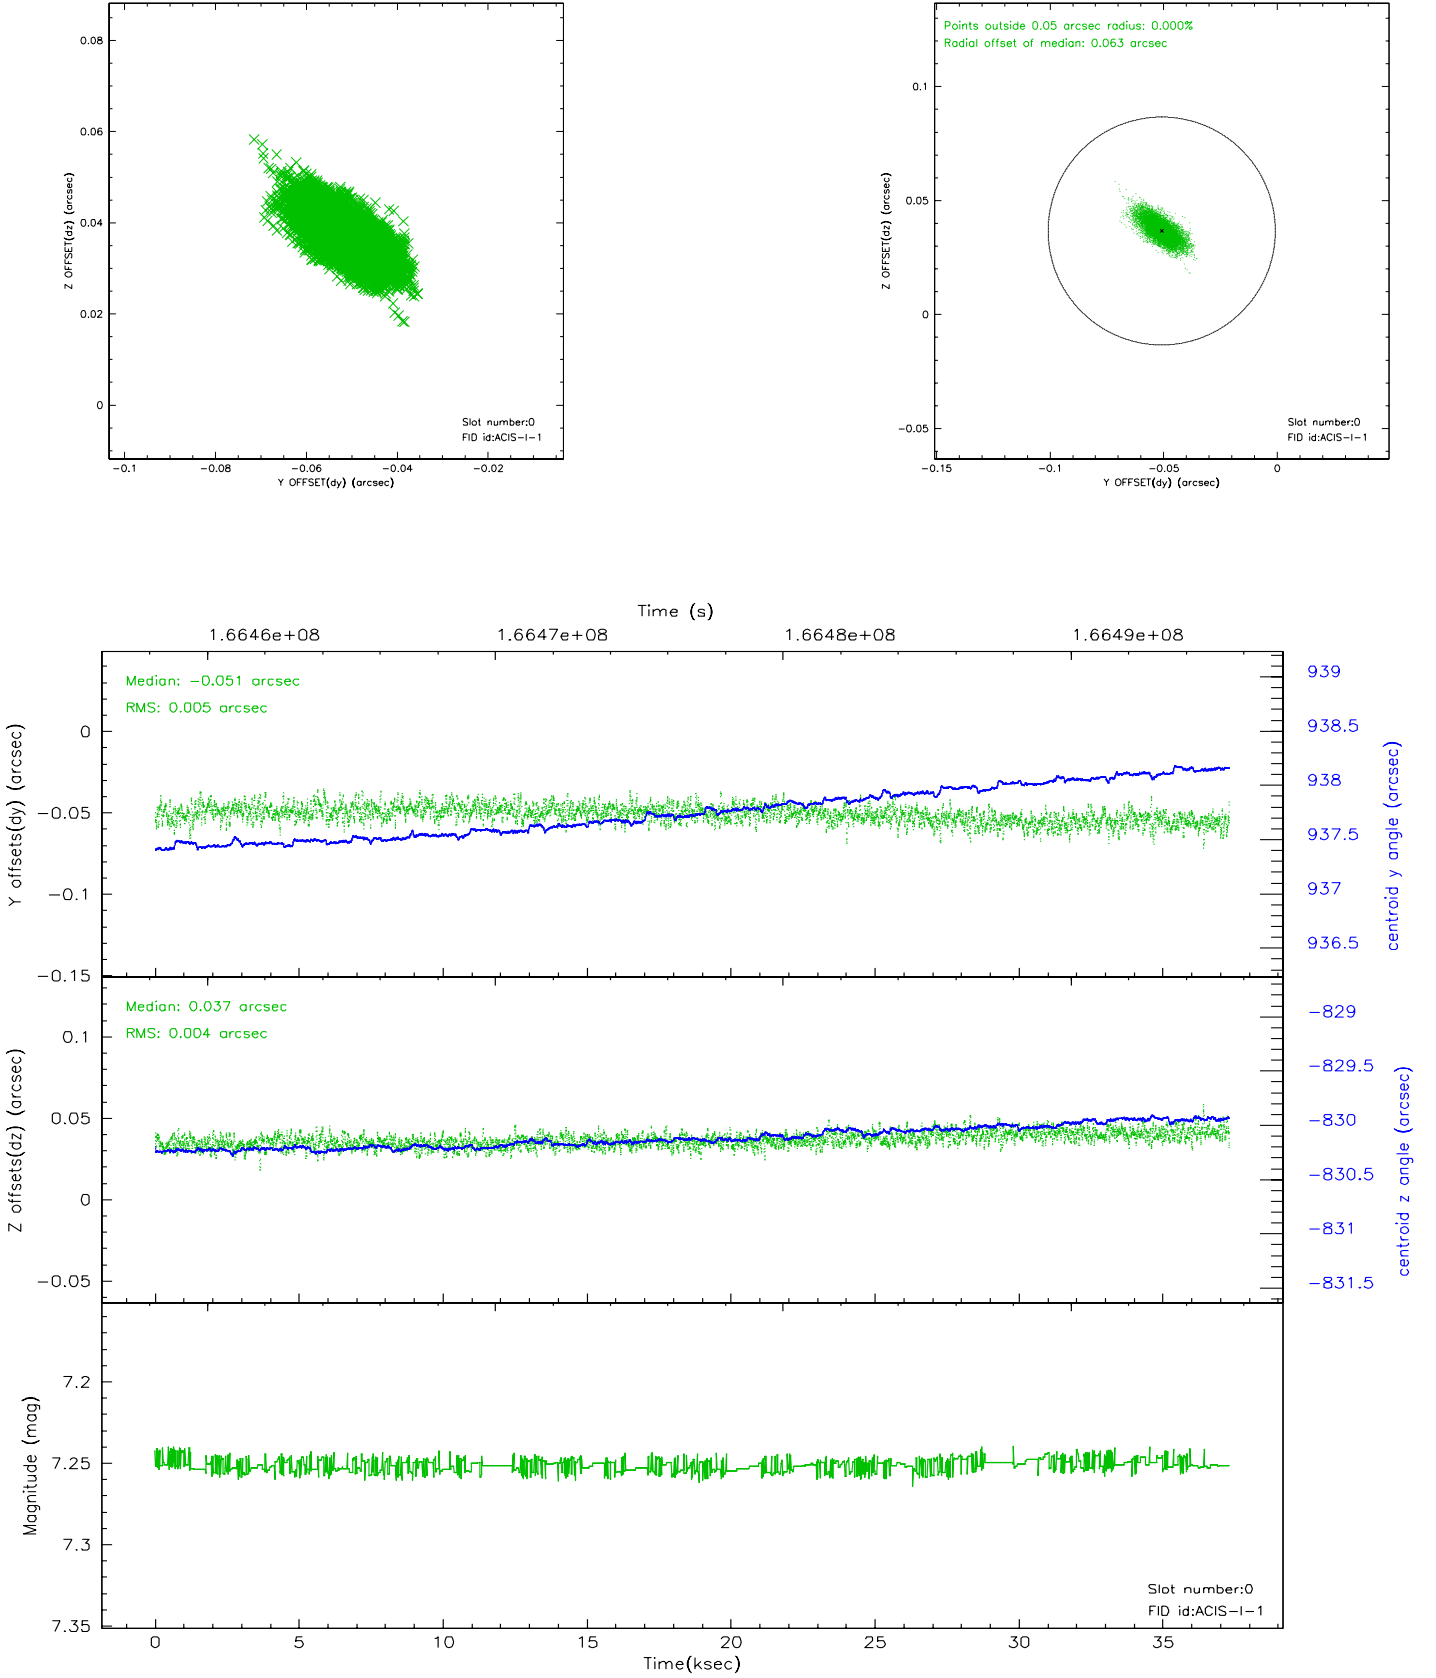 0.08
0.06
0.04
0.02
0
Z OFFSET(dz) (arcsec)
Slot number:0
FID id:ACIS-I-1
-0.1
-0.08
-0.06
-0.04
-0.02
Y OFFSET(dy) (arcsec)
Points outside 0.05 arcsec radius: 0.000%
Radial offset of median: 0.063 arcsec
0.1
0.05
0
-0.05
Z OFFSET(dz) (arcsec)
Slot number:0
FID id:ACIS-I-1
-0.15
-0.1
-0.05
0
Y OFFSET(dy) (arcsec)
Time (s)
1.6646e+08
1.6647e+08
1.6648e+08
1.6649e+08
Median: -0.051 arcsec
RMS: 0.005 arcsec
0
-0.05
-0.1
-0.15
Y offsets(dy) (arcsec)
939
938.5
938
937.5
937
936.5
centroid y angle (arcsec)
Median: 0.037 arcsec
RMS: 0.004 arcsec
0.1
0.05
0
-0.05
Z offsets(dz) (arcsec)
-829
-829.5
-830
-830.5
-831
-831.5
centroid z angle (arcsec)
7.2
7.25
7.3
7.35
Magnitude (mag)
Slot number:0
FID id:ACIS-I-1
0
5
10
15
20
25
30
35
Time(ksec)